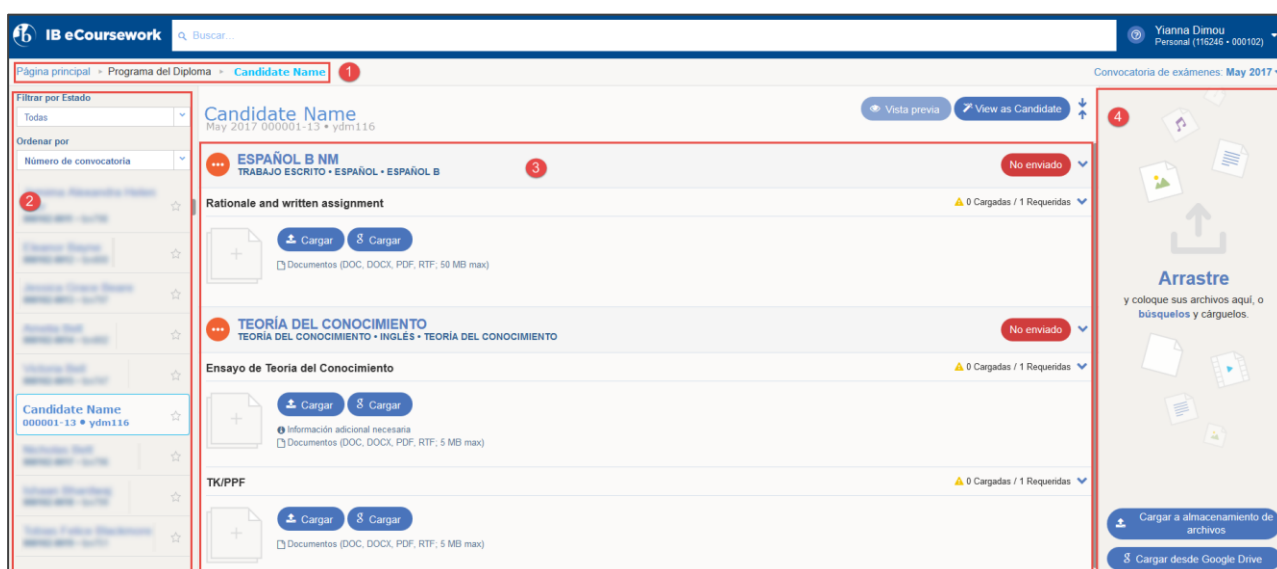 IB eCoursework
Buscar...
Yianna Dimou
Personal (116246 • 000102)
Página principal ▸ Programa del Diploma ▸ Candidate Name
1
Convocatoria de exámenes: May 2017
Filtrar por Estado
Todas
Ordenar por
Número de convocatoria
2
Candidate Name
000001-13 • ydm116
Candidate Name
May 2017 000001-13 • ydm116
Vista previa
View as Candidate
ESPAÑOL B NM
TRABAJO ESCRITO • ESPAÑOL • ESPAÑOL B
3
No enviado
Rationale and written assignment
0 Cargadas / 1 Requeridas
Cargar
Cargar
Documentos (DOC, DOCX, PDF, RTF; 50 MB max)
TEORÍA DEL CONOCIMIENTO
TEORÍA DEL CONOCIMIENTO • INGLÉS • TEORÍA DEL CONOCIMIENTO
No enviado
Ensayo de Teoría del Conocimiento
0 Cargadas / 1 Requeridas
Cargar
Cargar
Información adicional necesaria
Documentos (DOC, DOCX, PDF, RTF; 5 MB max)
TK/PPF
0 Cargadas / 1 Requeridas
Cargar
Cargar
Documentos (DOC, DOCX, PDF, RTF; 5 MB max)
4
Arrastre
y coloque sus archivos aquí, o
búsquelos y cárguelos.
Cargar a almacenamiento de
archivos
Cargar desde Google Drive